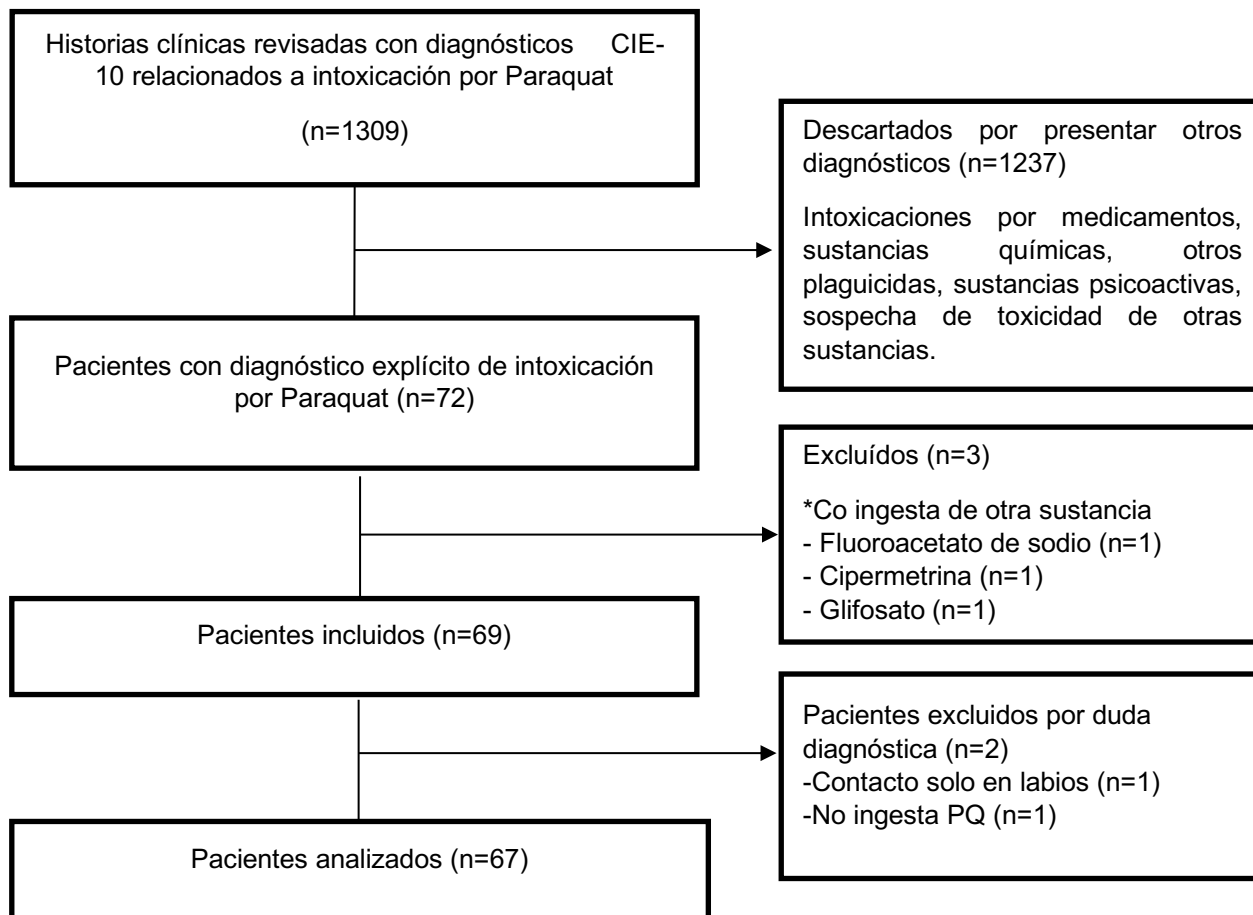 Historias clínicas revisadas con diagnósticos CIE-
10 relacionados a intoxicación por Paraquat
(n=1309)
Descartados por presentar otros
diagnósticos (n=1237)
Intoxicaciones por medicamentos,
sustancias químicas, otros
plaguicidas, sustancias psicoactivas,
sospecha de toxicidad de otras
sustancias.
Pacientes con diagnóstico explícito de intoxicación
por Paraquat (n=72)
Excluídos (n=3)
*Co ingesta de otra sustancia
- Fluoroacetato de sodio (n=1)
- Cipermetrina (n=1)
- Glifosato (n=1)
Pacientes incluidos (n=69)
Pacientes excluidos por duda
diagnóstica (n=2)
-Contacto solo en labios (n=1)
-No ingesta PQ (n=1)
Pacientes analizados (n=67)